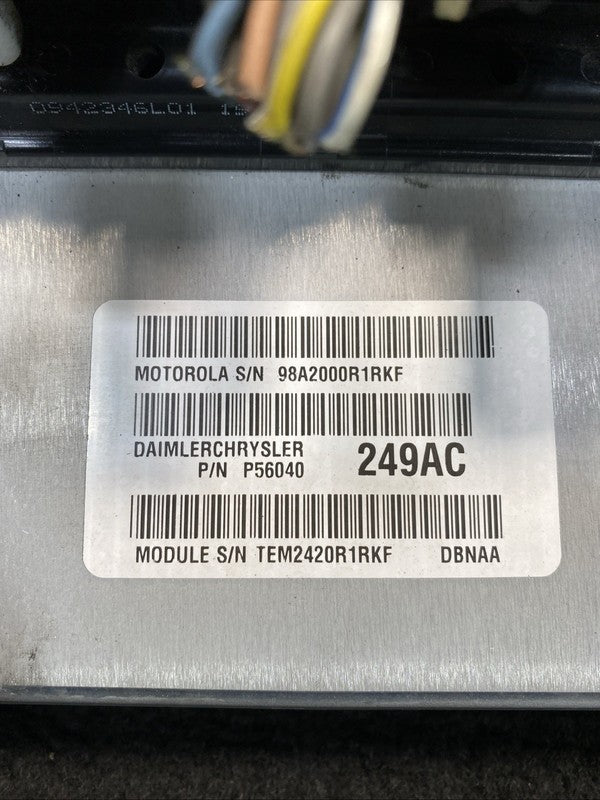 0942346L01
MOTOROLA S/N 98A2000R1RKF
DAIMLERCHRYSLER
P/N P56040 249AC
MODULE S/N TEM2420R1RKF DBNAA